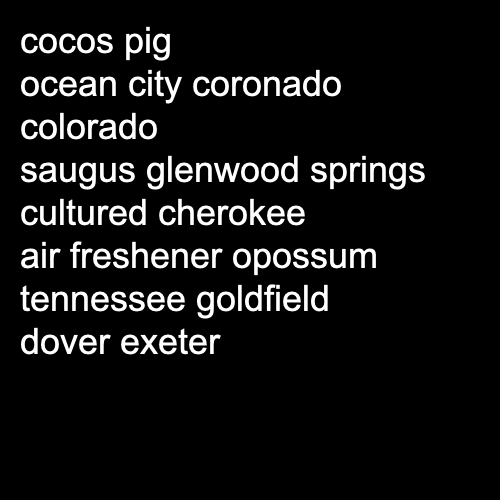 cocos pig
ocean city coronado
colorado
saugus glenwood springs
cultured cherokee
air freshener opossum
tennessee goldfield
dover exeter